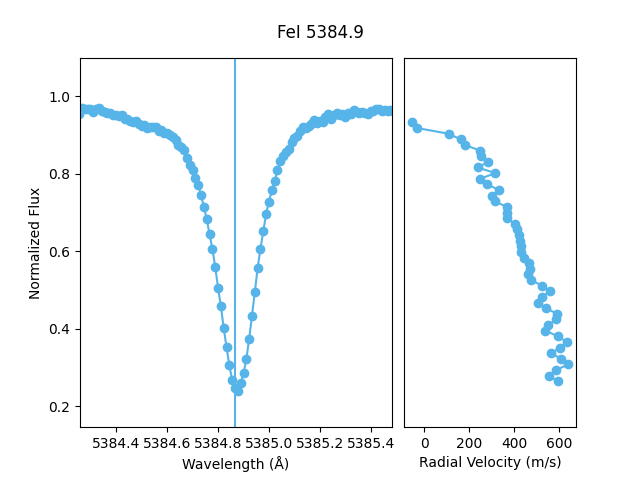 FeI 5384.9
Normalized Flux
1.0
0.8
0.6
0.4
0.2
5384.4 5384.6 5384.8 5385.0 5385.2 5385.4
Wavelength (Å)
0 200 400 600
Radial Velocity (m/s)